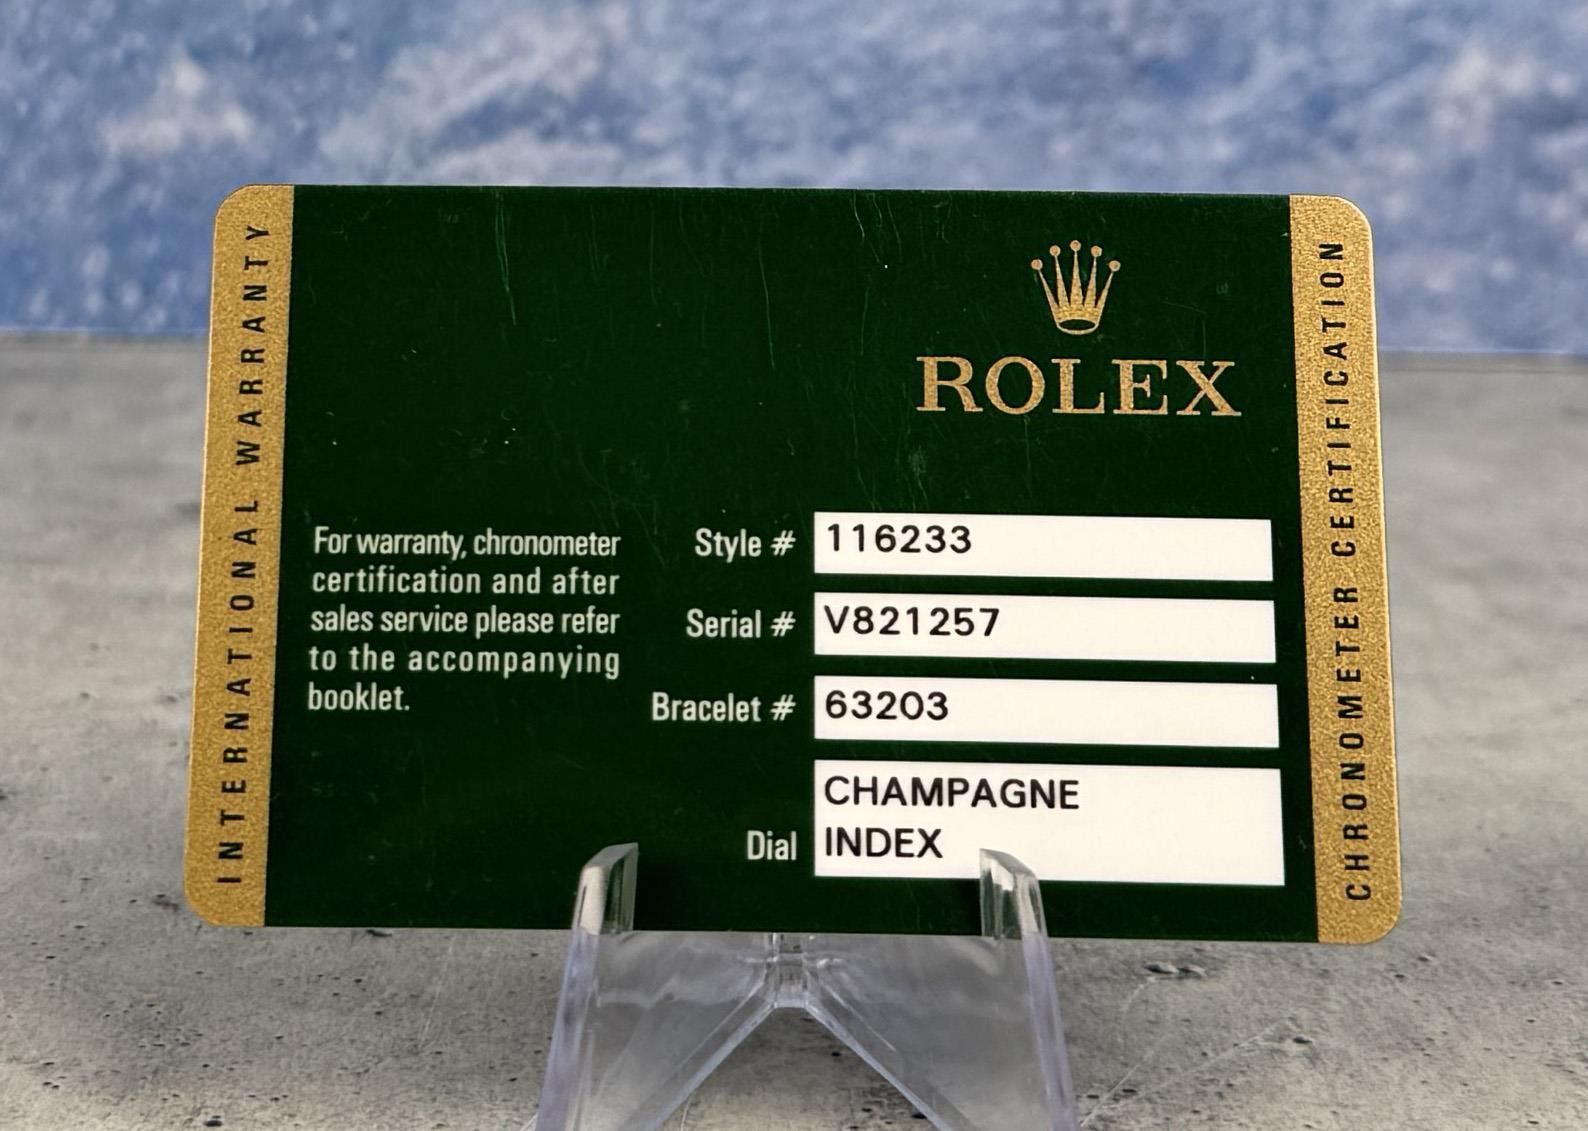 INTERNATIONAL WARRANTY
ROLEX
For warranty, chronometer
certification and after
sales service please refer
to the accompanying
booklet.
Style # 116233
Serial # V821257
Bracelet # 63203
Dial CHAMPAGNE
INDEX
CHRONOMETER CERTIFICATION